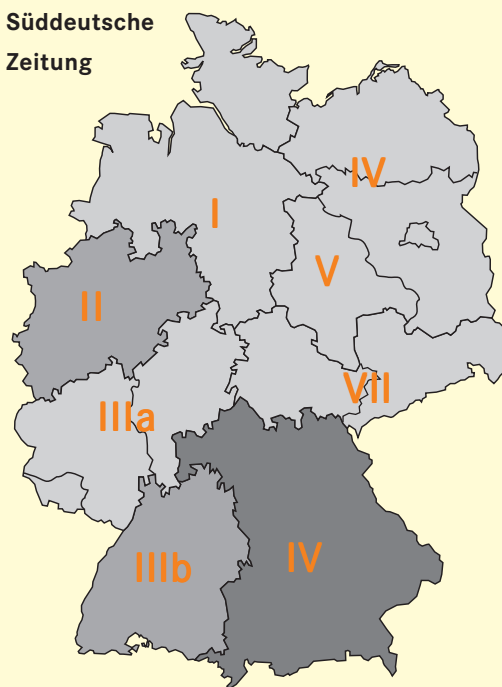 Süddeutsche
Zeitung
IV
I
V
II
VII
IIIa
IV
IIIb